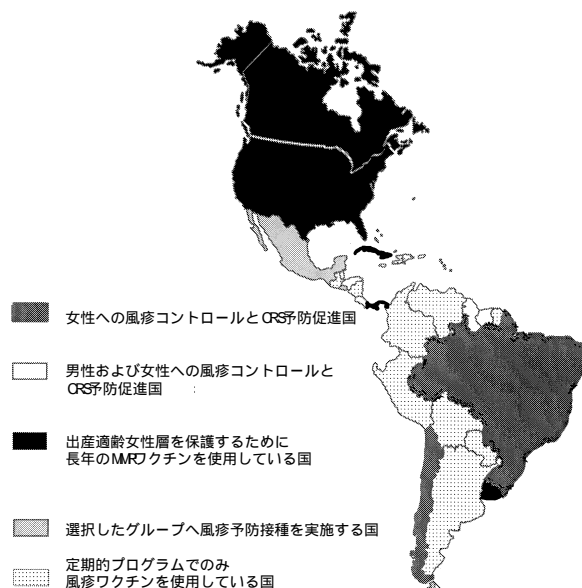 女性への風疹コントロールとCRS予防促進国
男性および女性への風疹コントロールと
CRS予防促進国
出産適齢女性層を保護するために
長年のMMRワクチンを使用している国
選択したグループへ風疹予防接種を実施する国
定期的プログラムでのみ
風疹ワクチンを使用している国